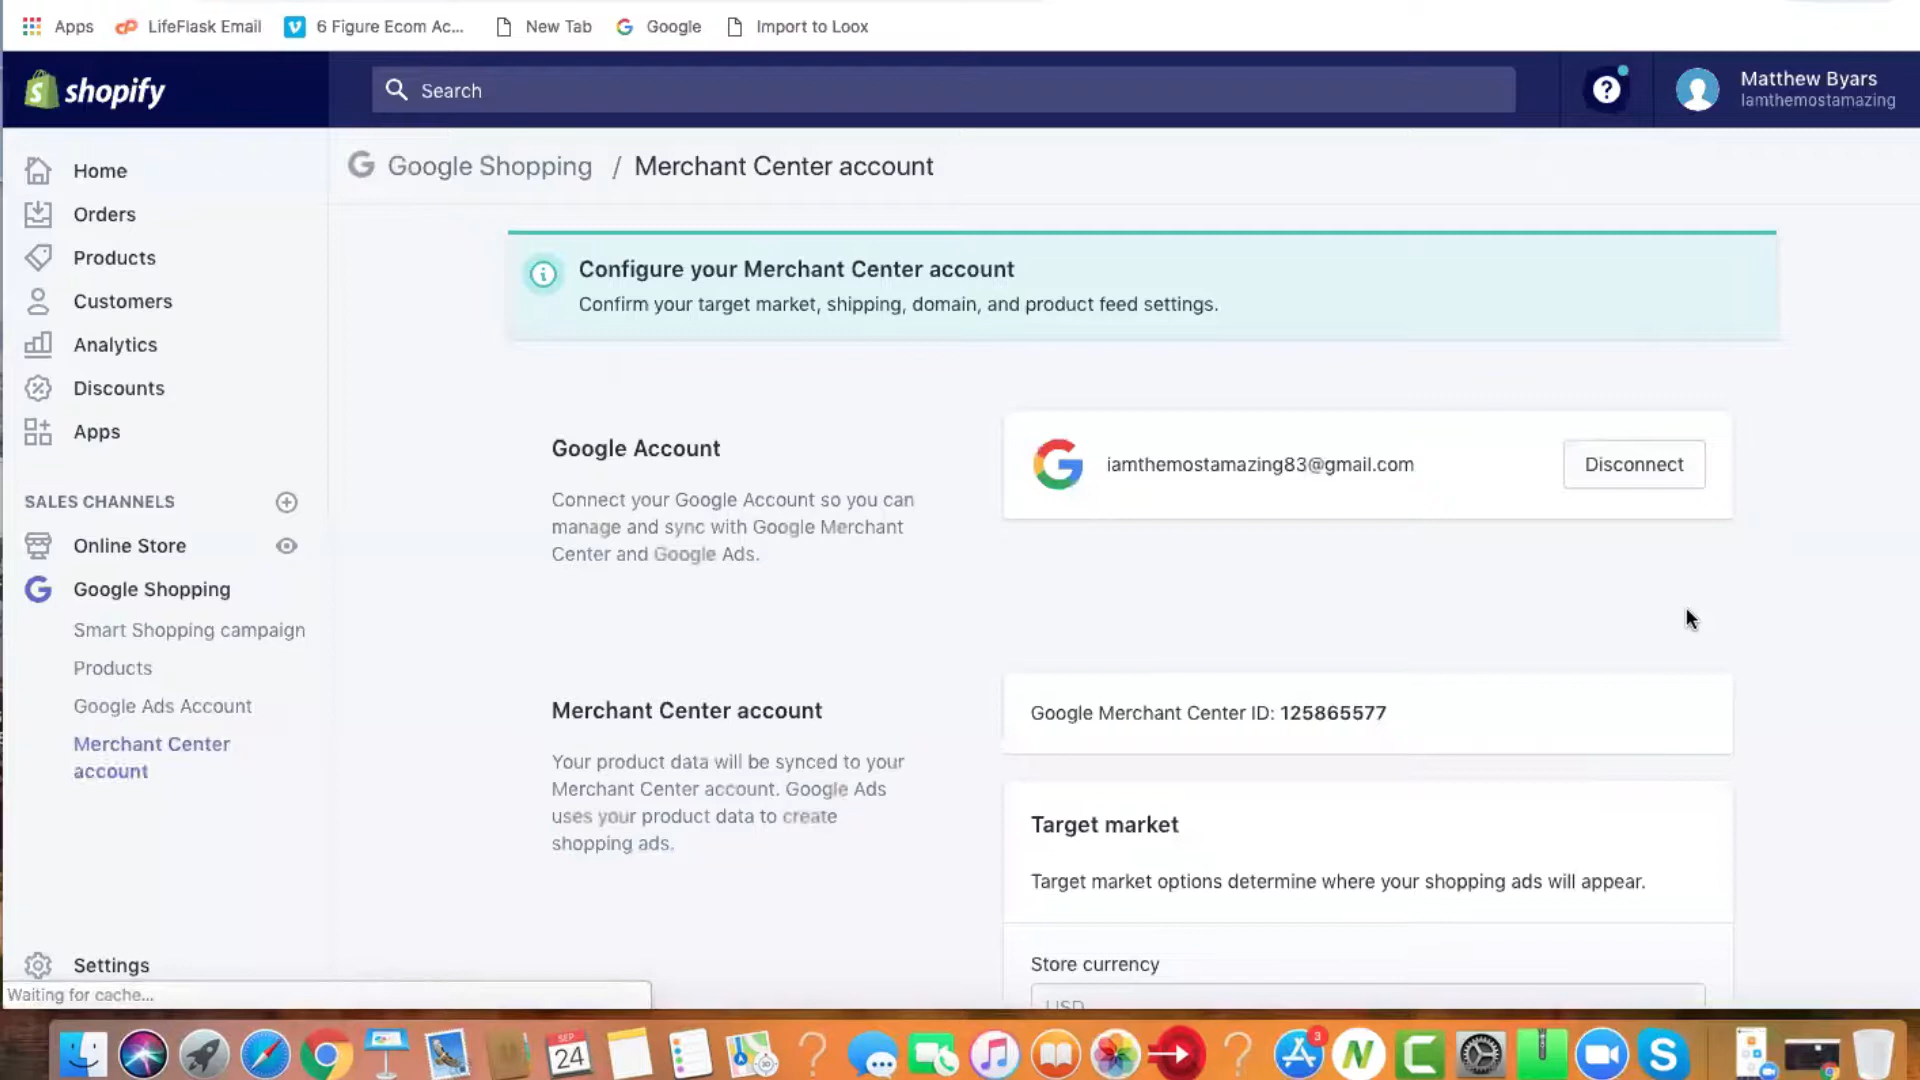 Apps
LifeFlask Email
6 Figure Ecom Ac...
New Tab
Google
Import to Loox
shopify
Search
Matthew Byars
Iamthemostamazing
Home
Orders
Products
Customers
Analytics
Discounts
Apps
SALES CHANNELS
Online Store
Google Shopping
Smart Shopping campaign
Products
Google Ads Account
Merchant Center
account
Settings
Waiting for cache...
Google Shopping / Merchant Center account
Configure your Merchant Center account
Confirm your target market, shipping, domain, and product feed settings.
Google Account
Connect your Google Account so you can
manage and sync with Google Merchant
Center and Google Ads.
iamthemostamazing83@gmail.com
Disconnect
Merchant Center account
Your product data will be synced to your
Merchant Center account. Google Ads
uses your product data to create
shopping ads.
Google Merchant Center ID: 125865577
Target market
Target market options determine where your shopping ads will appear.
Store currency
USD
SEP
24
3